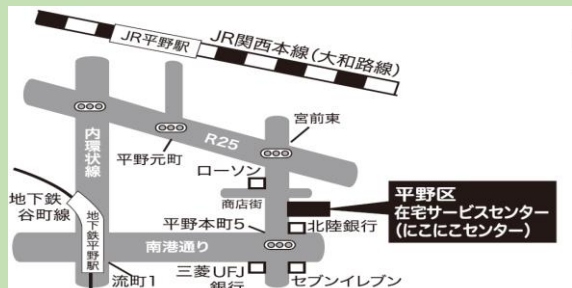 JR平野駅
JR関西本線(大和路線)
宮前東
内環状線
R25
平野元町
ローソン
商店街
平野区
在宅サービスセンター
(にこにこセンター)
地下鉄
谷町線
地下鉄平野駅
平野本町5
北陸銀行
南港通り
流町1
三菱UFJ
銀行
セブンイレブン